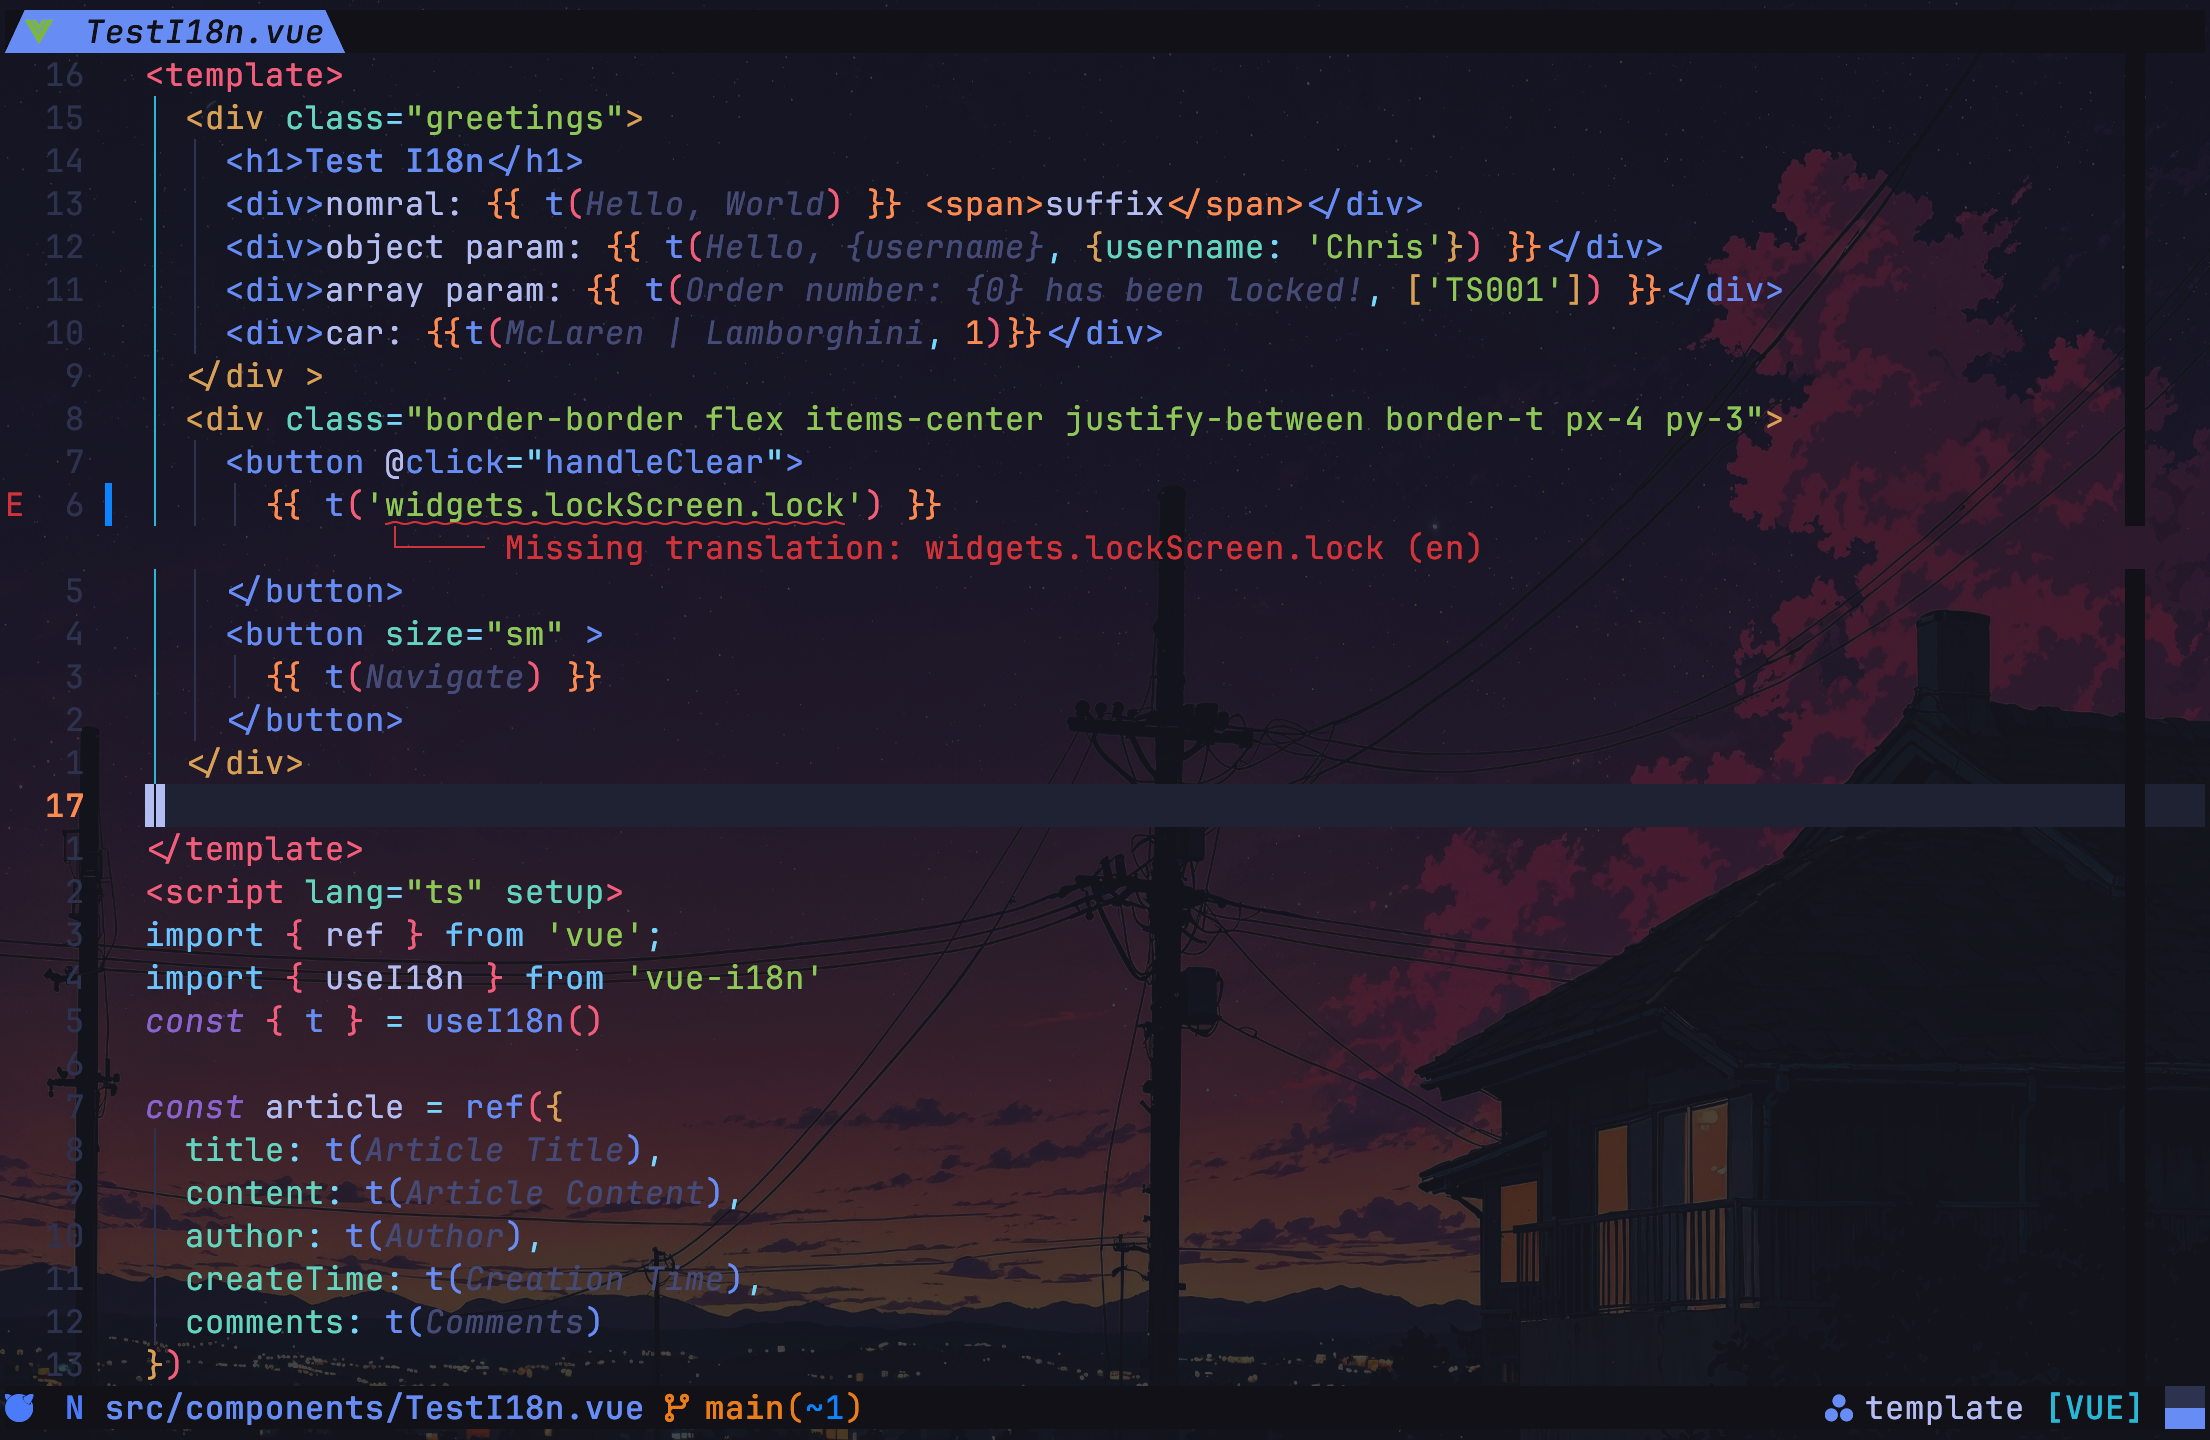 TestI18n.vue
16 <template>
15 <div class="greetings">
14 <h1>Test I18n</h1>
13 <div>nomral: {{ t(Hello, World) }} <span>suffix</span></div>
12 <div>object param: {{ t(Hello, {username}, {username: 'Chris'}) }}</div>
11 <div>array param: {{ t(Order number: {0} has been locked!, ['TS001']) }}</div>
10 <div>car: {{t(McLaren | Lamborghini, 1)}}</div>
9 </div >
8 <div class="border-border flex items-center justify-between border-t px-4 py-3">
7 <button @click="handleClear">
E 6 {{ t('widgets.lockScreen.lock') }}
Missing translation: widgets.lockScreen.lock (en)
5 </button>
4 <button size="sm" >
3 {{ t(Navigate) }}
2 </button>
1 </div>
17
1 </template>
2 <script lang="ts" setup>
3 import { ref } from 'vue';
4 import { useI18n } from 'vue-i18n'
5 const { t } = useI18n()
6
7 const article = ref({
8 title: t(Article Title),
9 content: t(Article Content),
10 author: t(Author),
11 createTime: t(Creation Time),
12 comments: t(Comments)
13 })
N src/components/TestI18n.vue main(~1) template [VUE]